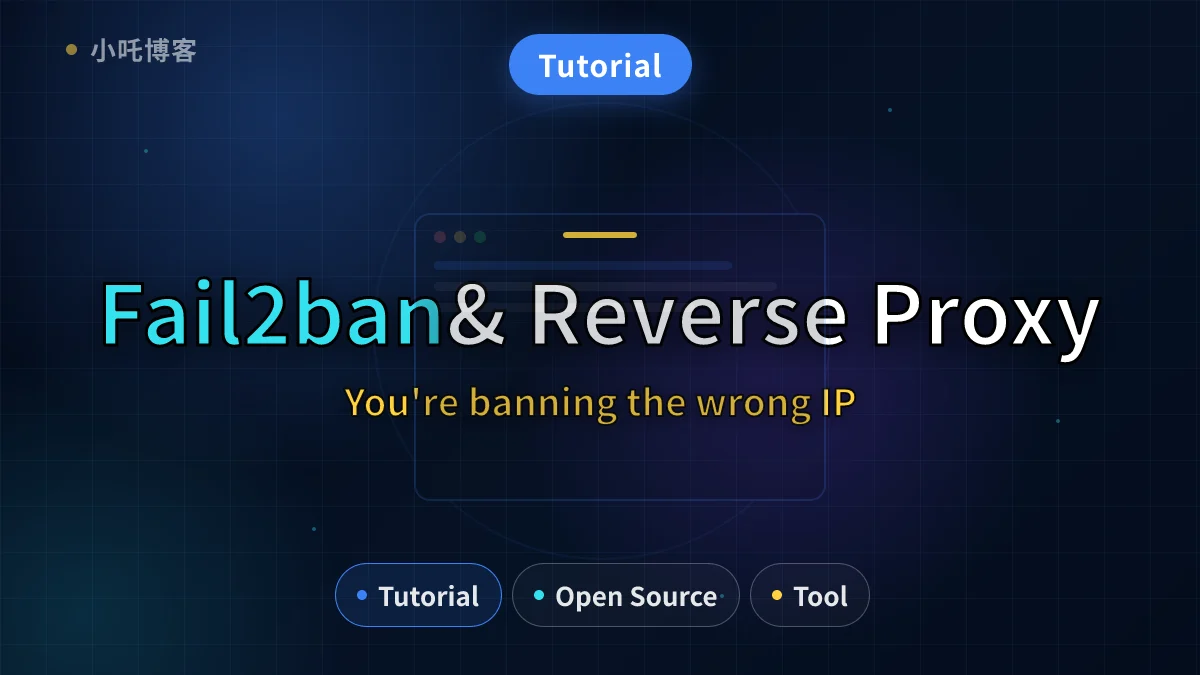 小吒博客
Tutorial
Fail2ban& Reverse Proxy
You're banning the wrong IP
Tutorial
Open Source
Tool